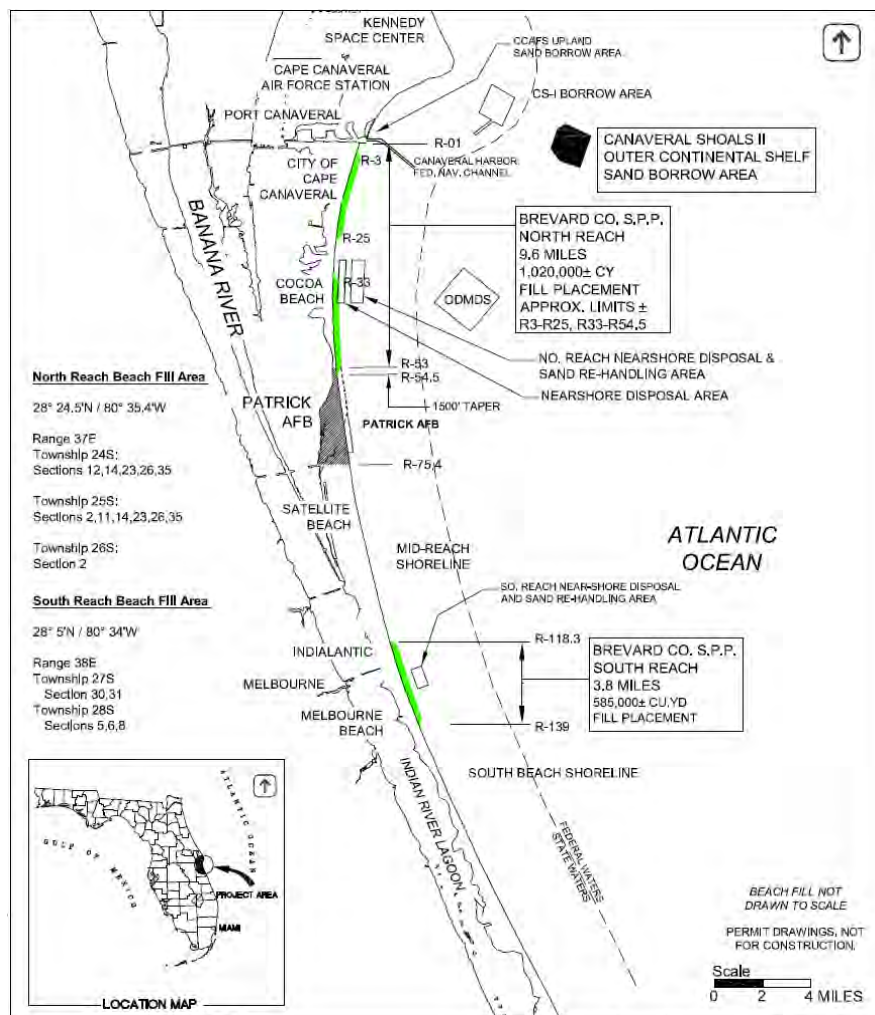 KENNEDY
SPACE CENTER
CCAFS UPLAND
SAND BORROW AREA
CAPE CANAVERAL
AIR FORCE STATION
CS-I BORROW AREA
PORT CANAVERAL
R-01
CANAVERAL SHOALS II
OUTER CONTINENTAL SHELF
SAND BORROW AREA
R-3
CANAVERAL HARBOR
FED. NAV. CHANNEL
CITY OF
CAPE
CANAVERAL
BANANA RIVER
BREVARD CO. S.P.P.
NORTH REACH
9.6 MILES
1,020,000± CY
FILL PLACEMENT
APPROX. LIMITS ±
R3-R25, R33-R54.5
R-25
COCOA
BEACH
R-33
ODMDS
NO. REACH NEARSHORE DISPOSAL &
SAND RE-HANDLING AREA
NEARSHORE DISPOSAL AREA
R-53
R-54.5
1500' TAPER
PATRICK
AFB
PATRICK AFB
R-75.4
North Reach Beach Fill Area
28° 24.5'N / 80° 35.4'W
Range 37E
Township 24S:
Sections 12,14,23,26,35
Township 25S:
Sections 2,11,14,23,26,35
Township 26S:
Section 2
SATELLITE
BEACH
MID-REACH
SHORELINE
ATLANTIC
OCEAN
SO. REACH NEAR-SHORE DISPOSAL
AND SAND RE-HANDLING AREA
South Reach Beach Fill Area
28° 5'N / 80° 34'W
Range 38E
Township 27S
Section 30,31
Township 28S
Sections 5,6,8
INDIALANTIC
R-118.3
BREVARD CO. S.P.P.
SOUTH REACH
3.8 MILES
585,000± CU.YD
FILL PLACEMENT
MELBOURNE
MELBOURNE
BEACH
R-139
INDIAN RIVER LAGOON
SOUTH BEACH SHORELINE
FEDERAL WATERS
STATE WATERS
ATLANTIC OCEAN
GULF OF MEXICO
PROJECT AREA
MIAMI
LOCATION MAP
BEACH FILL NOT
DRAWN TO SCALE
PERMIT DRAWINGS, NOT
FOR CONSTRUCTION.
Scale
0 2 4 MILES